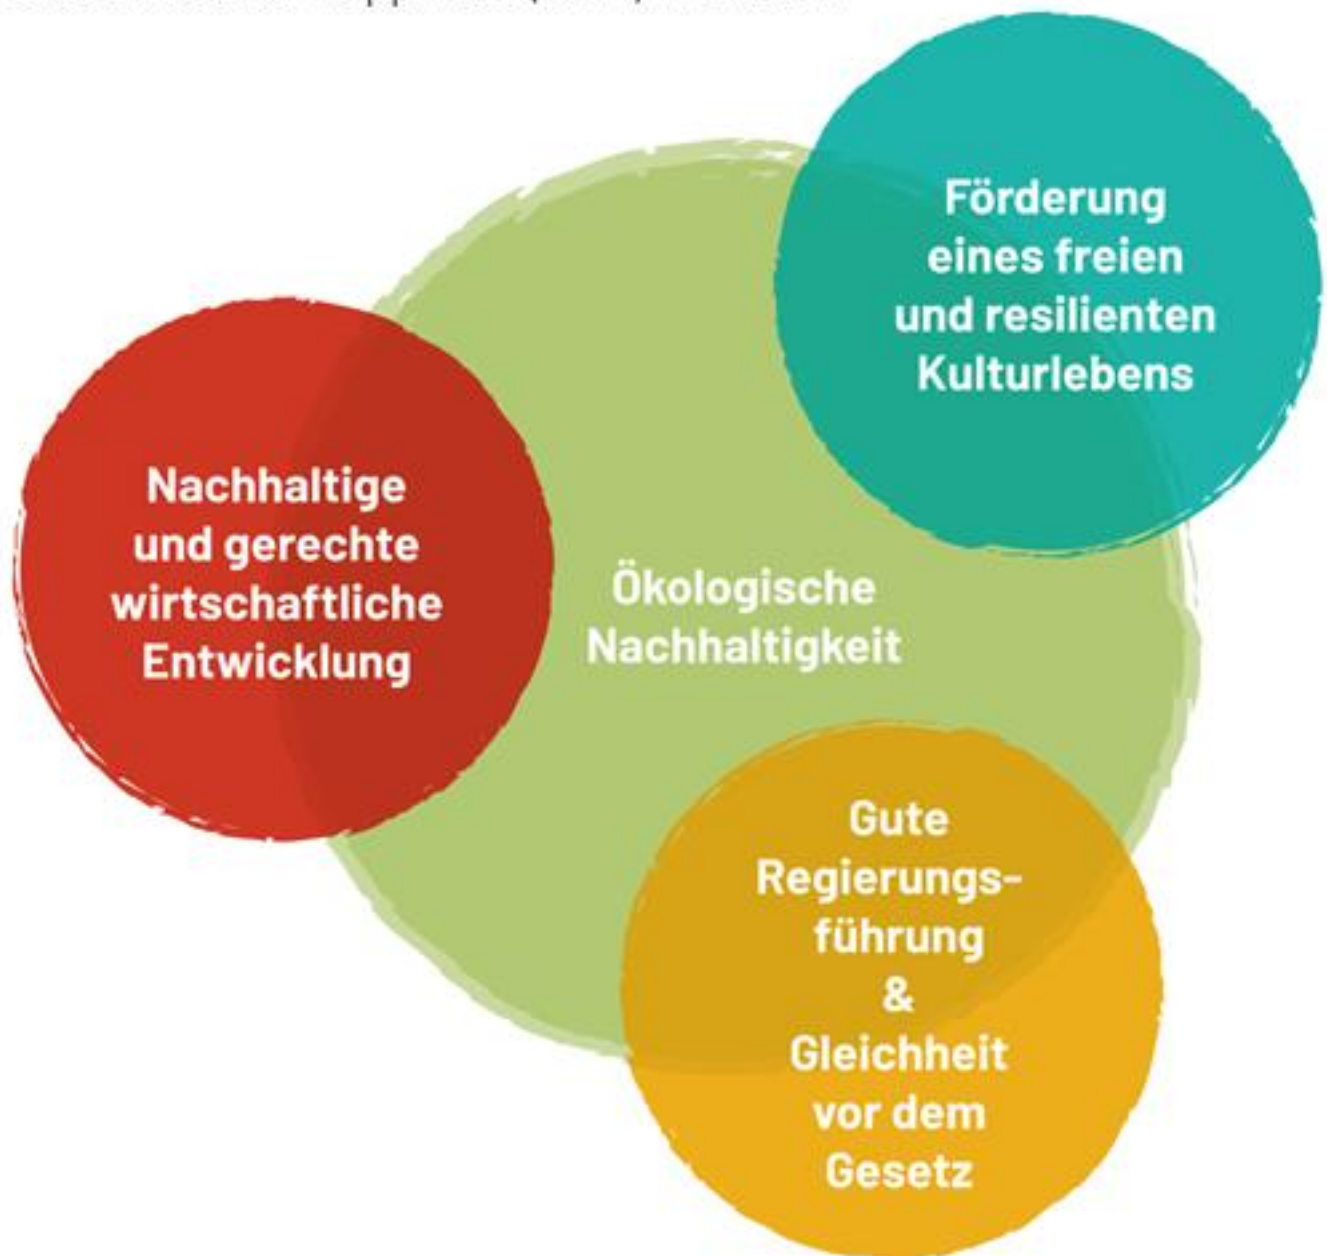 Förderung
eines freien
und resilienten
Kulturlebens
Nachhaltige
und gerechte
wirtschaftliche
Entwicklung
Ökologische
Nachhaltigkeit
Gute
Regierungs-
führung
&
Gleichheit
vor dem
Gesetz